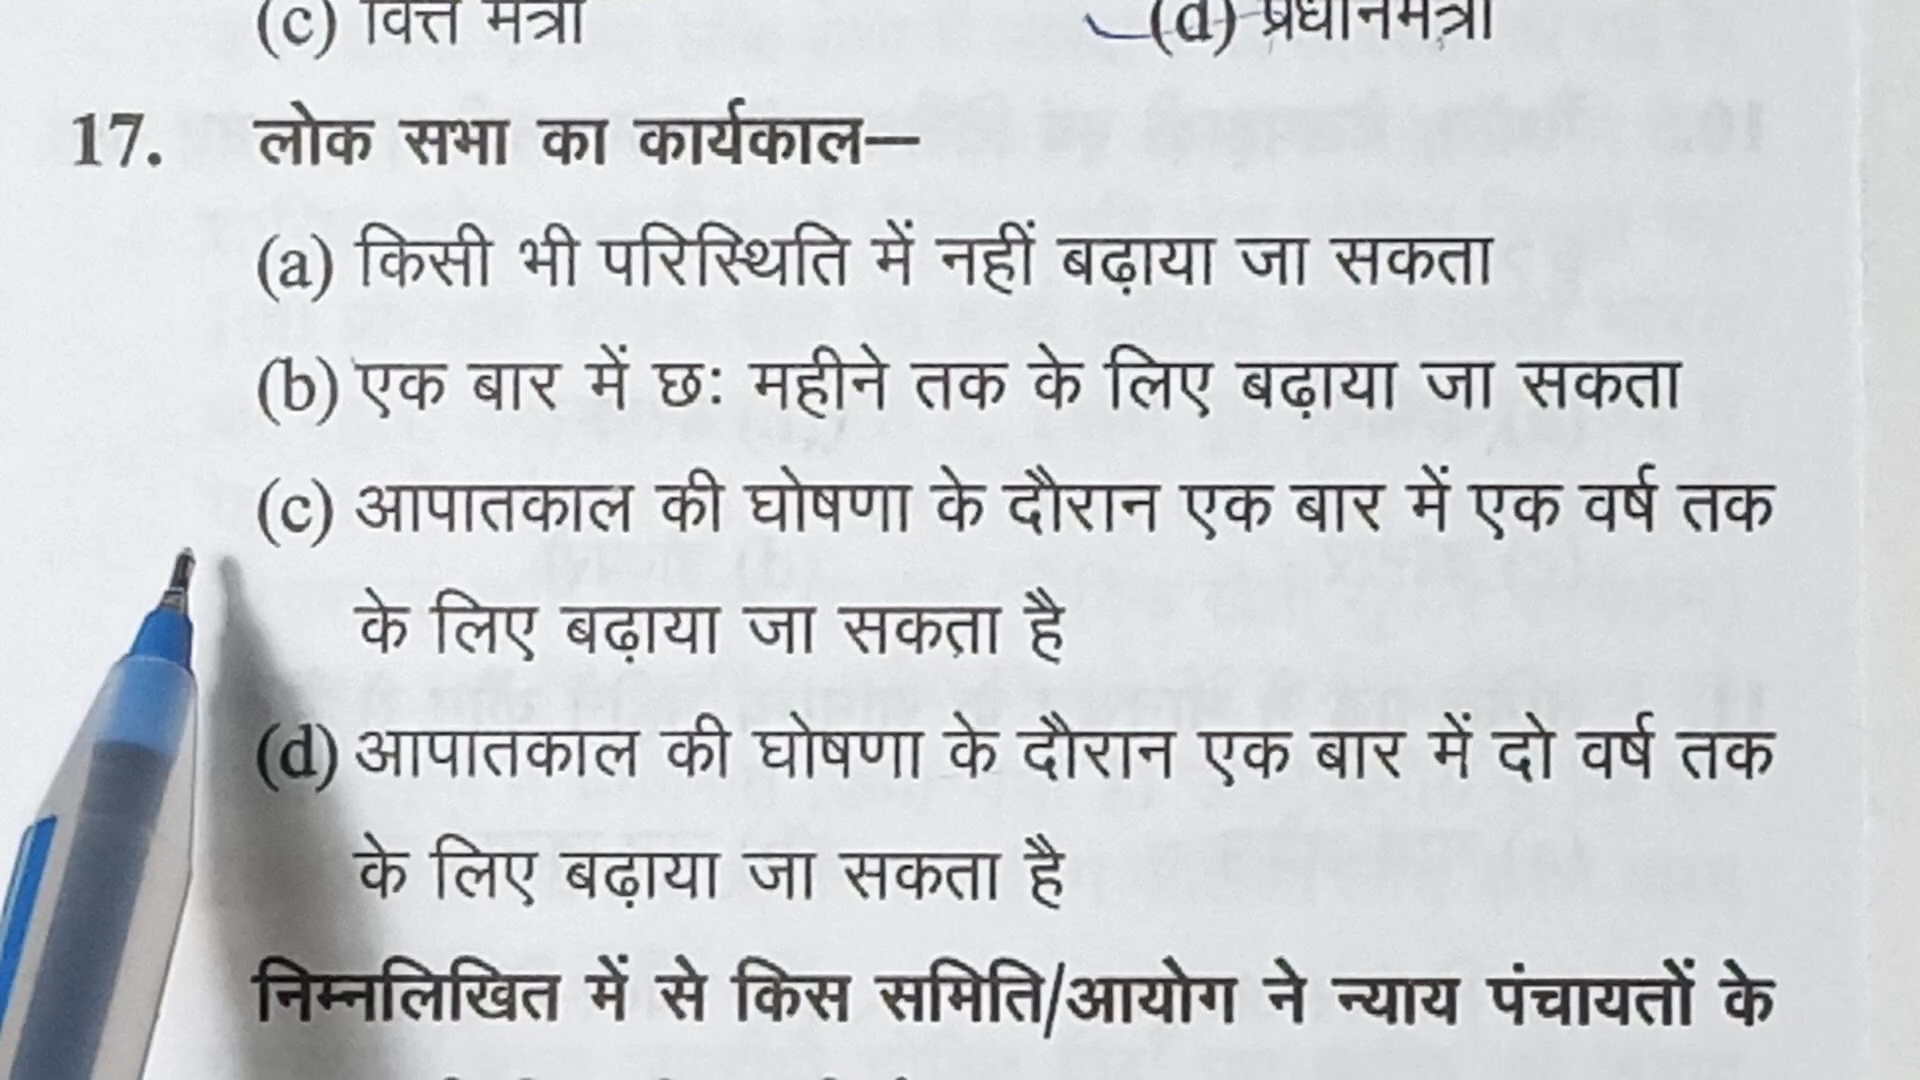 (c) वित्त मंत्री (d) प्रधानमंत्री
17. लोक सभा का कार्यकाल—
(a) किसी भी परिस्थिति में नहीं बढ़ाया जा सकता
(b) एक बार में छः महीने तक के लिए बढ़ाया जा सकता
(c) आपातकाल की घोषणा के दौरान एक बार में एक वर्ष तक
के लिए बढ़ाया जा सकता है
(d) आपातकाल की घोषणा के दौरान एक बार में दो वर्ष तक
के लिए बढ़ाया जा सकता है
निम्नलिखित में से किस समिति/आयोग ने न्याय पंचायतों के